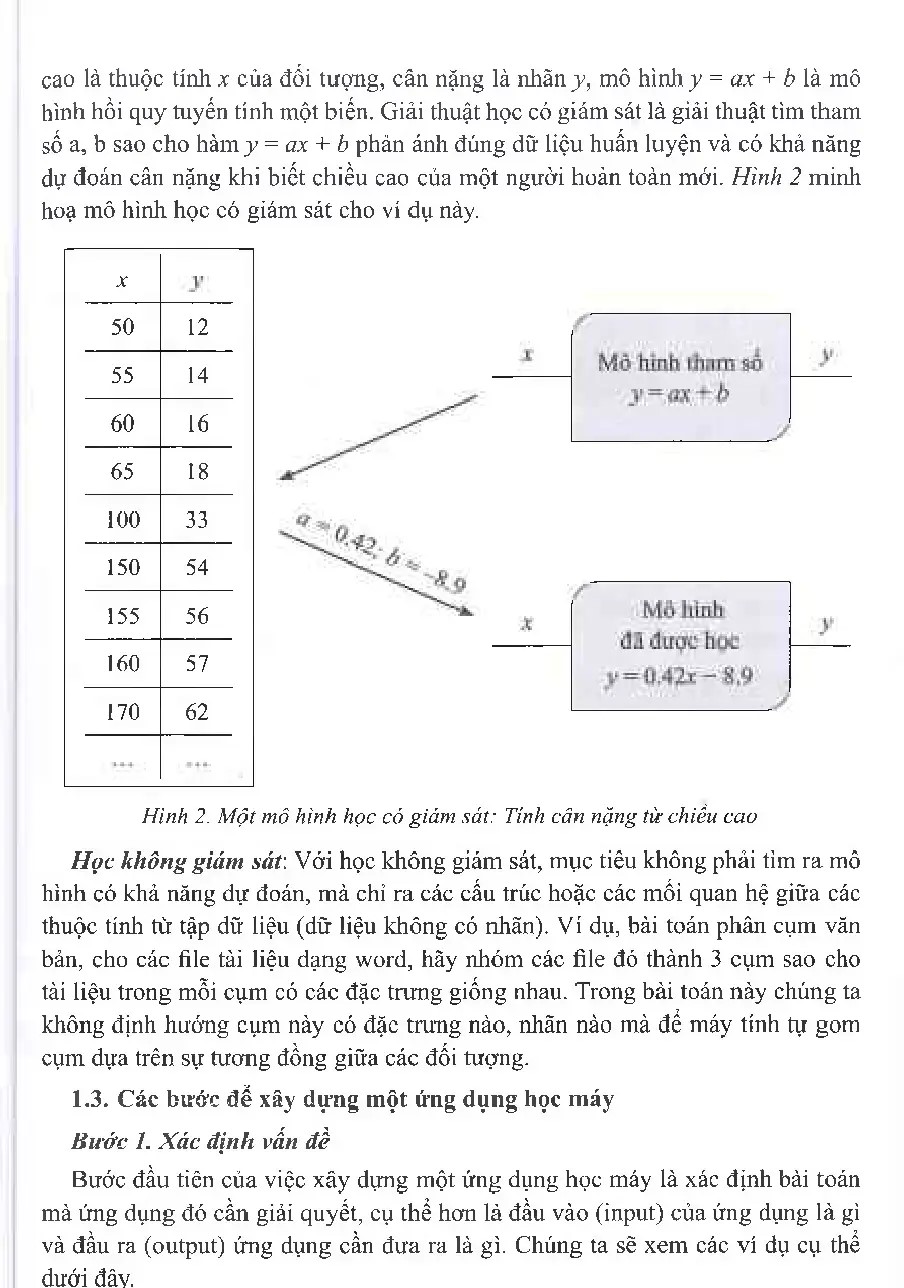 cao là thuộc tính x của đối tượng, cân nặng là nhãn y, mô hình y = ax + b là mô
hình hồi quy tuyến tính một biến. Giải thuật học có giám sát là giải thuật tìm tham
số a, b sao cho hàm y = ax + b phản ánh đúng dữ liệu huấn luyện và có khả năng
dự đoán cân nặng khi biết chiều cao của một người hoàn toàn mới. Hình 2 minh
hoạ mô hình học có giám sát cho ví dụ này.
x y
50 12
55 14
60 16
65 18
100 33
150 54
155 56
160 57
170 62
... ...
x
Mô hình tham số
y = ax + b
y
a = 0.42; b = -8.9
x
Mô hình
đã được học
y = 0.42x - 8.9
y
Hình 2. Một mô hình học có giám sát: Tính cân nặng từ chiều cao
Học không giám sát: Với học không giám sát, mục tiêu không phải tìm ra mô
hình có khả năng dự đoán, mà chỉ ra các cấu trúc hoặc các mối quan hệ giữa các
thuộc tính từ tập dữ liệu (dữ liệu không có nhãn). Ví dụ, bài toán phân cụm văn
bản, cho các file tài liệu dạng word, hãy nhóm các file đó thành 3 cụm sao cho
tài liệu trong mỗi cụm có các đặc trưng giống nhau. Trong bài toán này chúng ta
không định hướng cụm này có đặc trưng nào, nhãn nào mà để máy tính tự gom
cụm dựa trên sự tương đồng giữa các đối tượng.
1.3. Các bước để xây dựng một ứng dụng học máy
Bước 1. Xác định vấn đề
Bước đầu tiên của việc xây dựng một ứng dụng học máy là xác định bài toán
mà ứng dụng đó cần giải quyết, cụ thể hơn là đầu vào (input) của ứng dụng là gì
và đầu ra (output) ứng dụng cần đưa ra là gì. Chúng ta sẽ xem các ví dụ cụ thể
dưới đây.